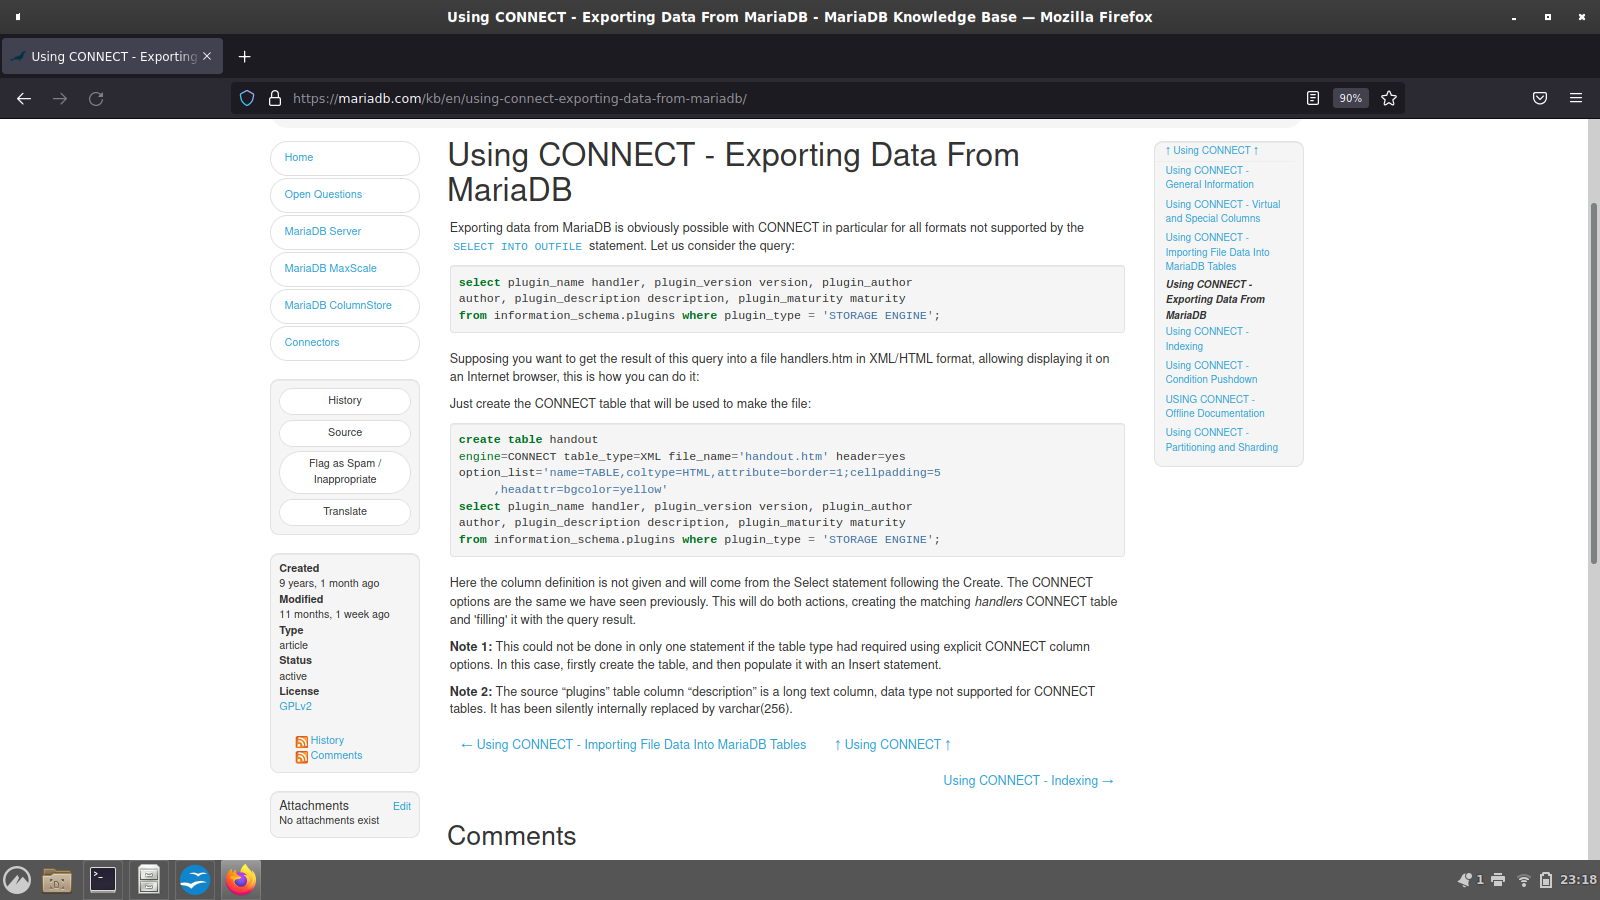 Using CONNECT - Exporting Data From MariaDB - MariaDB Knowledge Base — Mozilla Firefox
Using CONNECT - Exporting
https://mariadb.com/kb/en/using-connect-exporting-data-from-mariadb/
90%
Home
Open Questions
MariaDB Server
MariaDB MaxScale
MariaDB ColumnStore
Connectors
History
Source
Flag as Spam /
Inappropriate
Translate
Created
9 years, 1 month ago
Modified
11 months, 1 week ago
Type
article
Status
active
License
GPLv2
History
Comments
Attachments Edit
No attachments exist
Using CONNECT - Exporting Data From
MariaDB
Exporting data from MariaDB is obviously possible with CONNECT in particular for all formats not supported by the
SELECT INTO OUTFILE statement. Let us consider the query:
select plugin_name handler, plugin_version version, plugin_author
author, plugin_description description, plugin_maturity maturity
from information_schema.plugins where plugin_type = 'STORAGE ENGINE';
Supposing you want to get the result of this query into a file handlers.htm in XML/HTML format, allowing displaying it on
an Internet browser, this is how you can do it:
Just create the CONNECT table that will be used to make the file:
create table handout
engine=CONNECT table_type=XML file_name='handout.htm' header=yes
option_list='name=TABLE,coltype=HTML,attribute=border=1;cellpadding=5
,headattr=bgcolor=yellow'
select plugin_name handler, plugin_version version, plugin_author
author, plugin_description description, plugin_maturity maturity
from information_schema.plugins where plugin_type = 'STORAGE ENGINE';
Here the column definition is not given and will come from the Select statement following the Create. The CONNECT
options are the same we have seen previously. This will do both actions, creating the matching handlers CONNECT table
and 'filling' it with the query result.
Note 1: This could not be done in only one statement if the table type had required using explicit CONNECT column
options. In this case, firstly create the table, and then populate it with an Insert statement.
Note 2: The source “plugins” table column “description” is a long text column, data type not supported for CONNECT
tables. It has been silently internally replaced by varchar(256).
← Using CONNECT - Importing File Data Into MariaDB Tables ↑ Using CONNECT ↑
Using CONNECT - Indexing →
Comments
↑ Using CONNECT ↑
Using CONNECT -
General Information
Using CONNECT - Virtual
and Special Columns
Using CONNECT -
Importing File Data Into
MariaDB Tables
Using CONNECT -
Exporting Data From
MariaDB
Using CONNECT -
Indexing
Using CONNECT -
Condition Pushdown
USING CONNECT -
Offline Documentation
Using CONNECT -
Partitioning and Sharding
1 23:18